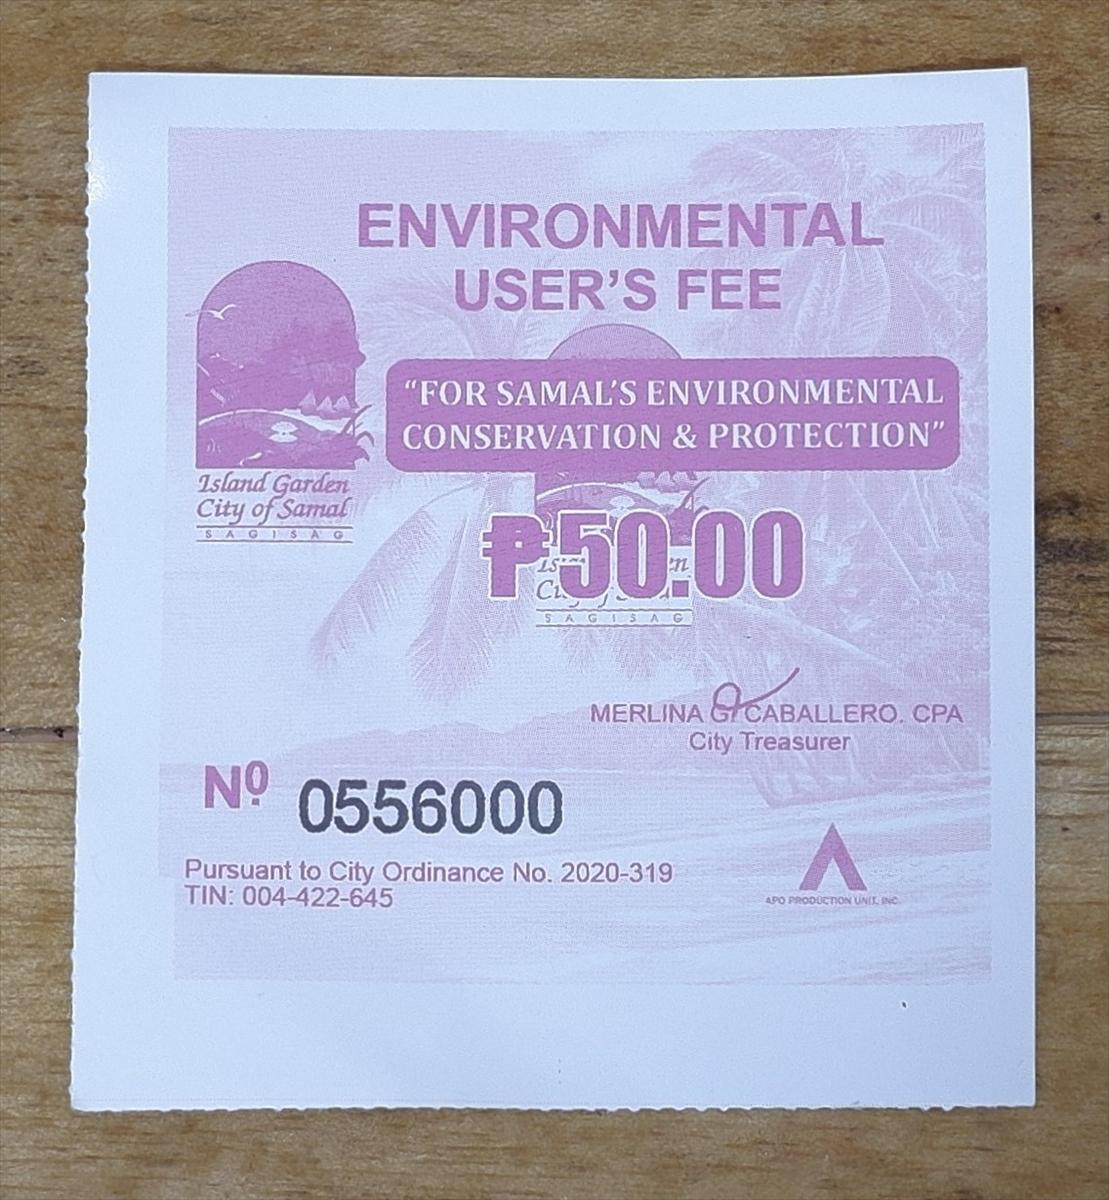 ENVIRONMENTAL
USER'S FEE
"FOR SAMAL'S ENVIRONMENTAL
CONSERVATION & PROTECTION"
Island Garden
City of Samal
SAGISAG
₱50.00
SAGISAG
MERLINA G. CABALLERO, CPA
City Treasurer
Nº 0556000
Pursuant to City Ordinance No. 2020-319
TIN: 004-422-645
APO PRODUCTION UNIT, INC.